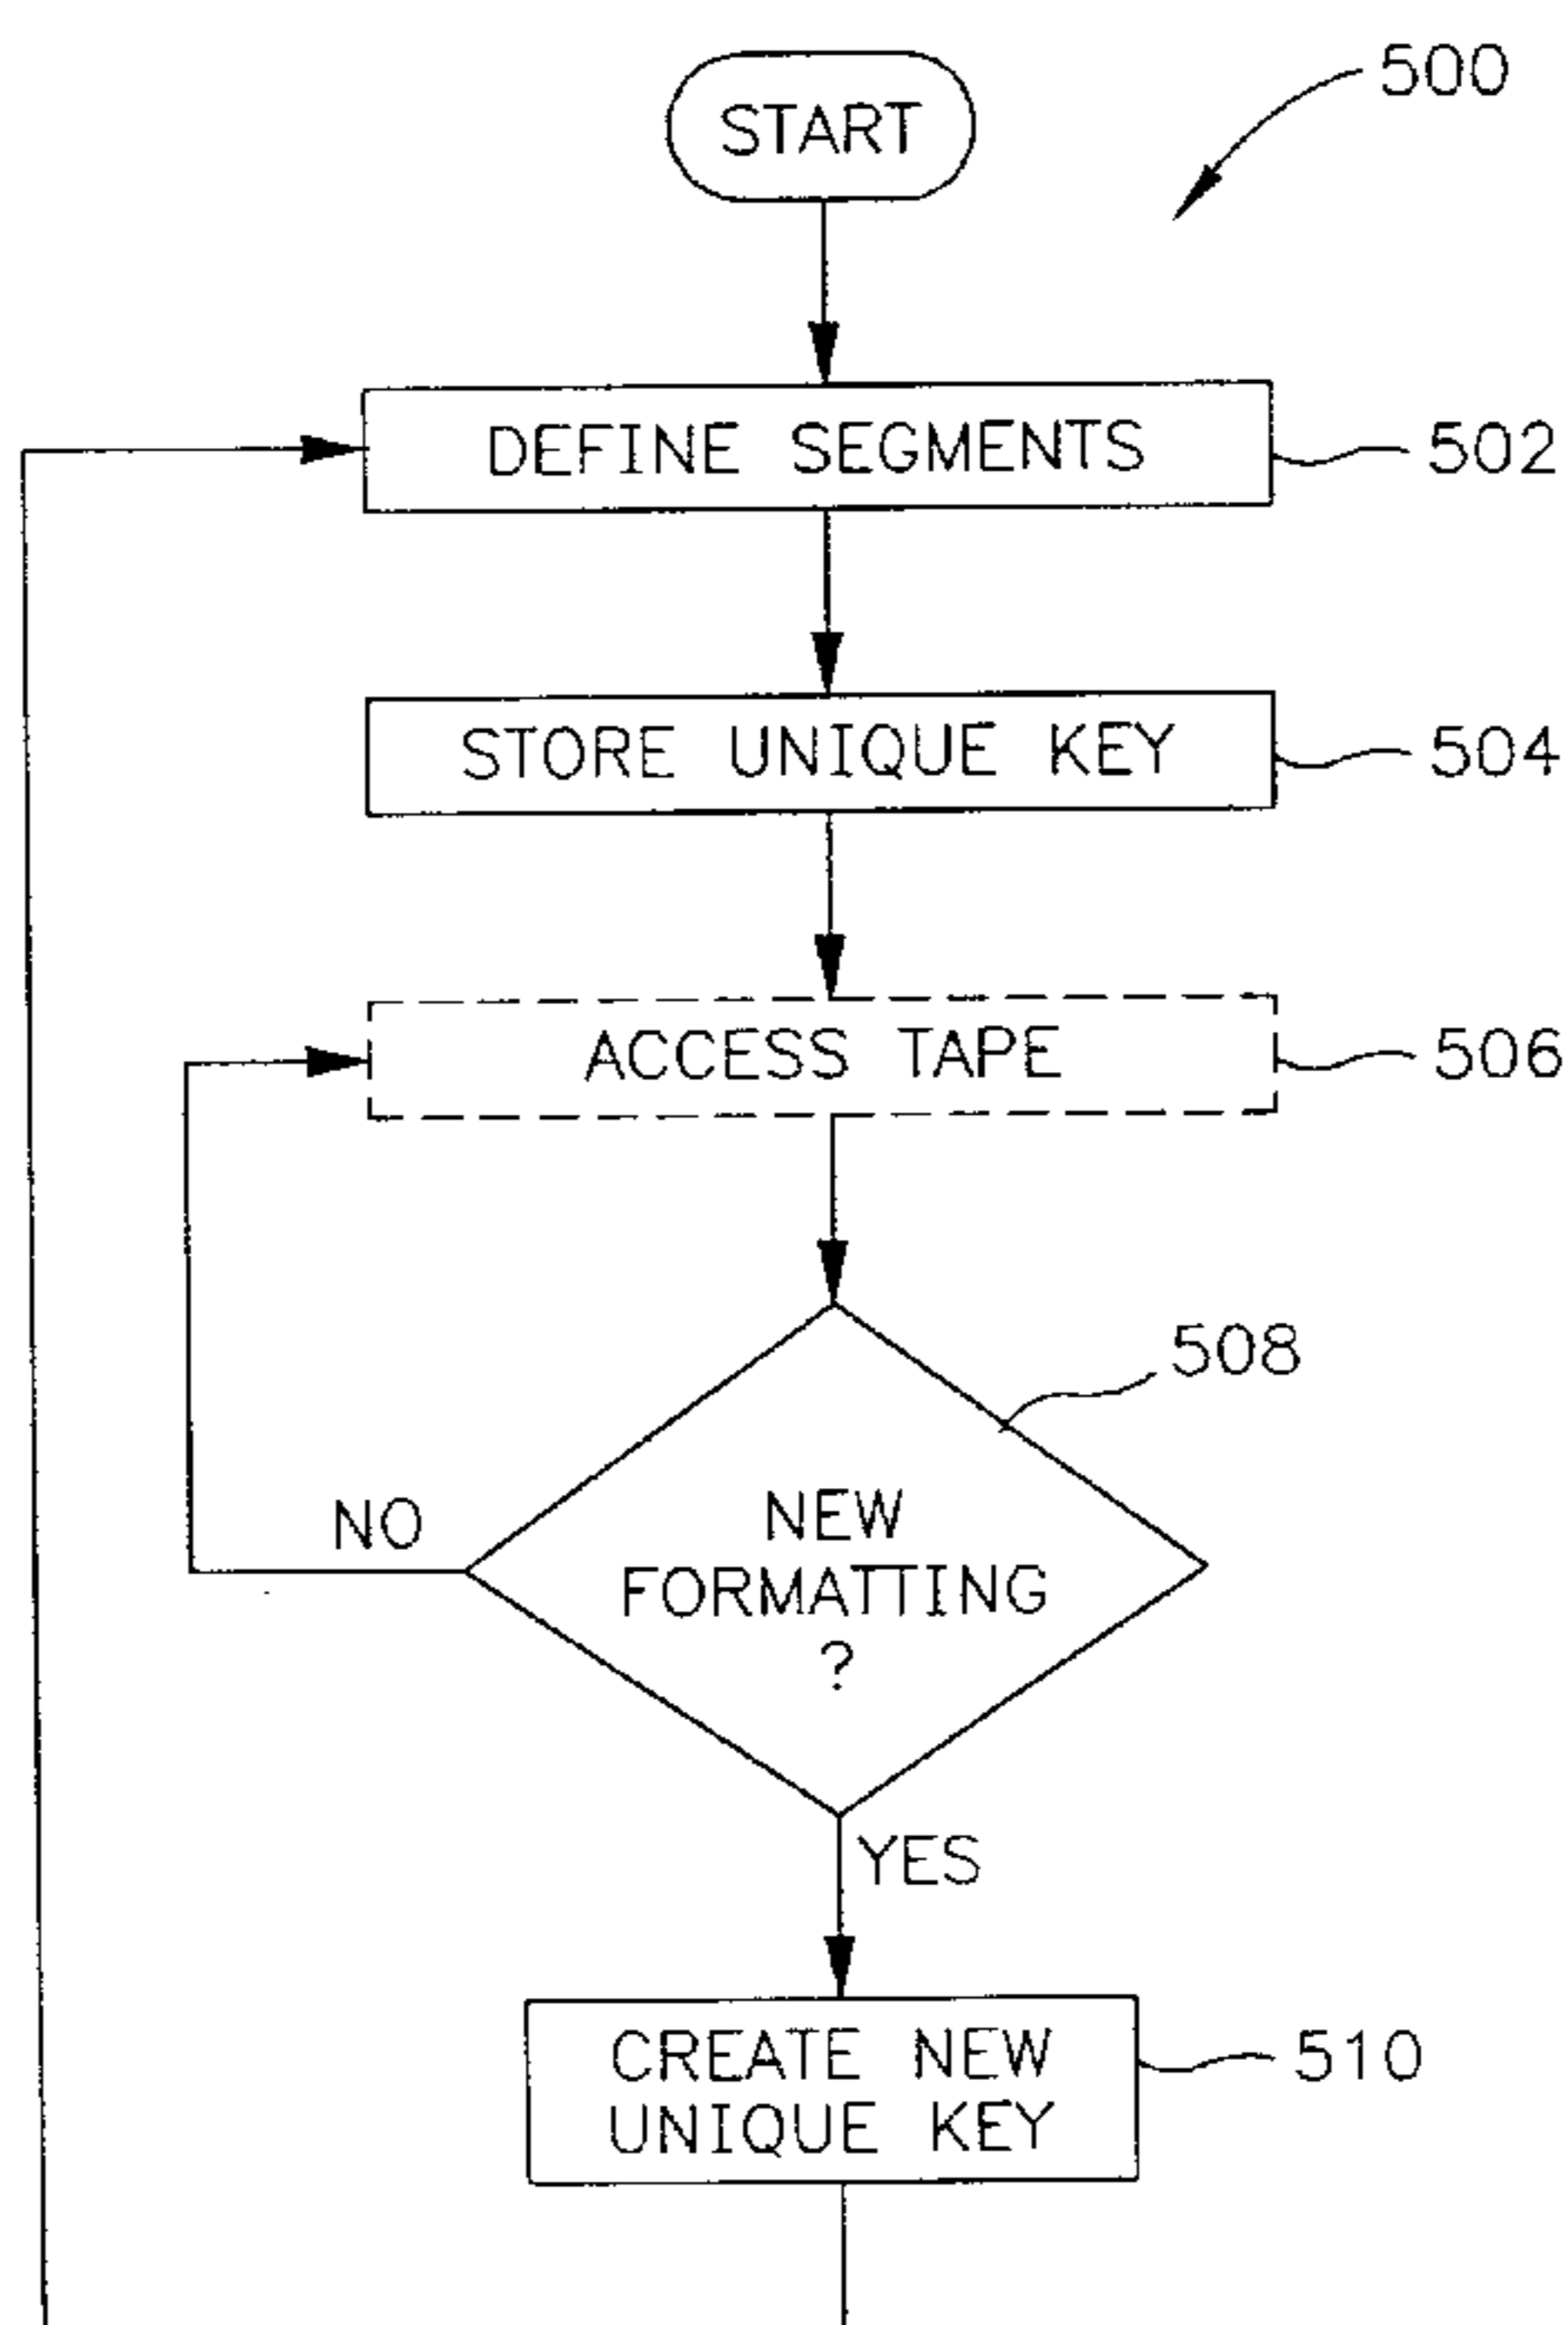 START
500
DEFINE SEGMENTS
502
STORE UNIQUE KEY
504
ACCESS TAPE
506
508
NEW
FORMATTING
?
NO
YES
CREATE NEW
UNIQUE KEY
510